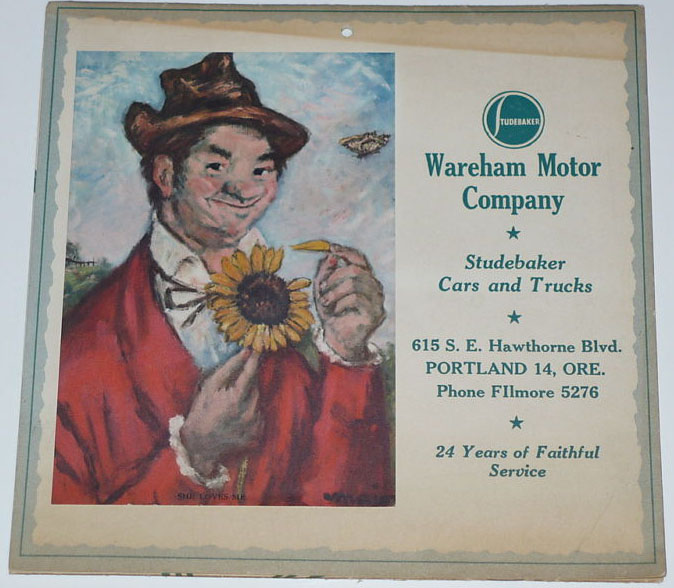 STUDEBAKER
Wareham Motor
Company
Studebaker
Cars and Trucks
615 S. E. Hawthorne Blvd.
PORTLAND 14, ORE.
Phone FIlmore 5276
24 Years of Faithful
Service
SHE LOVES ME